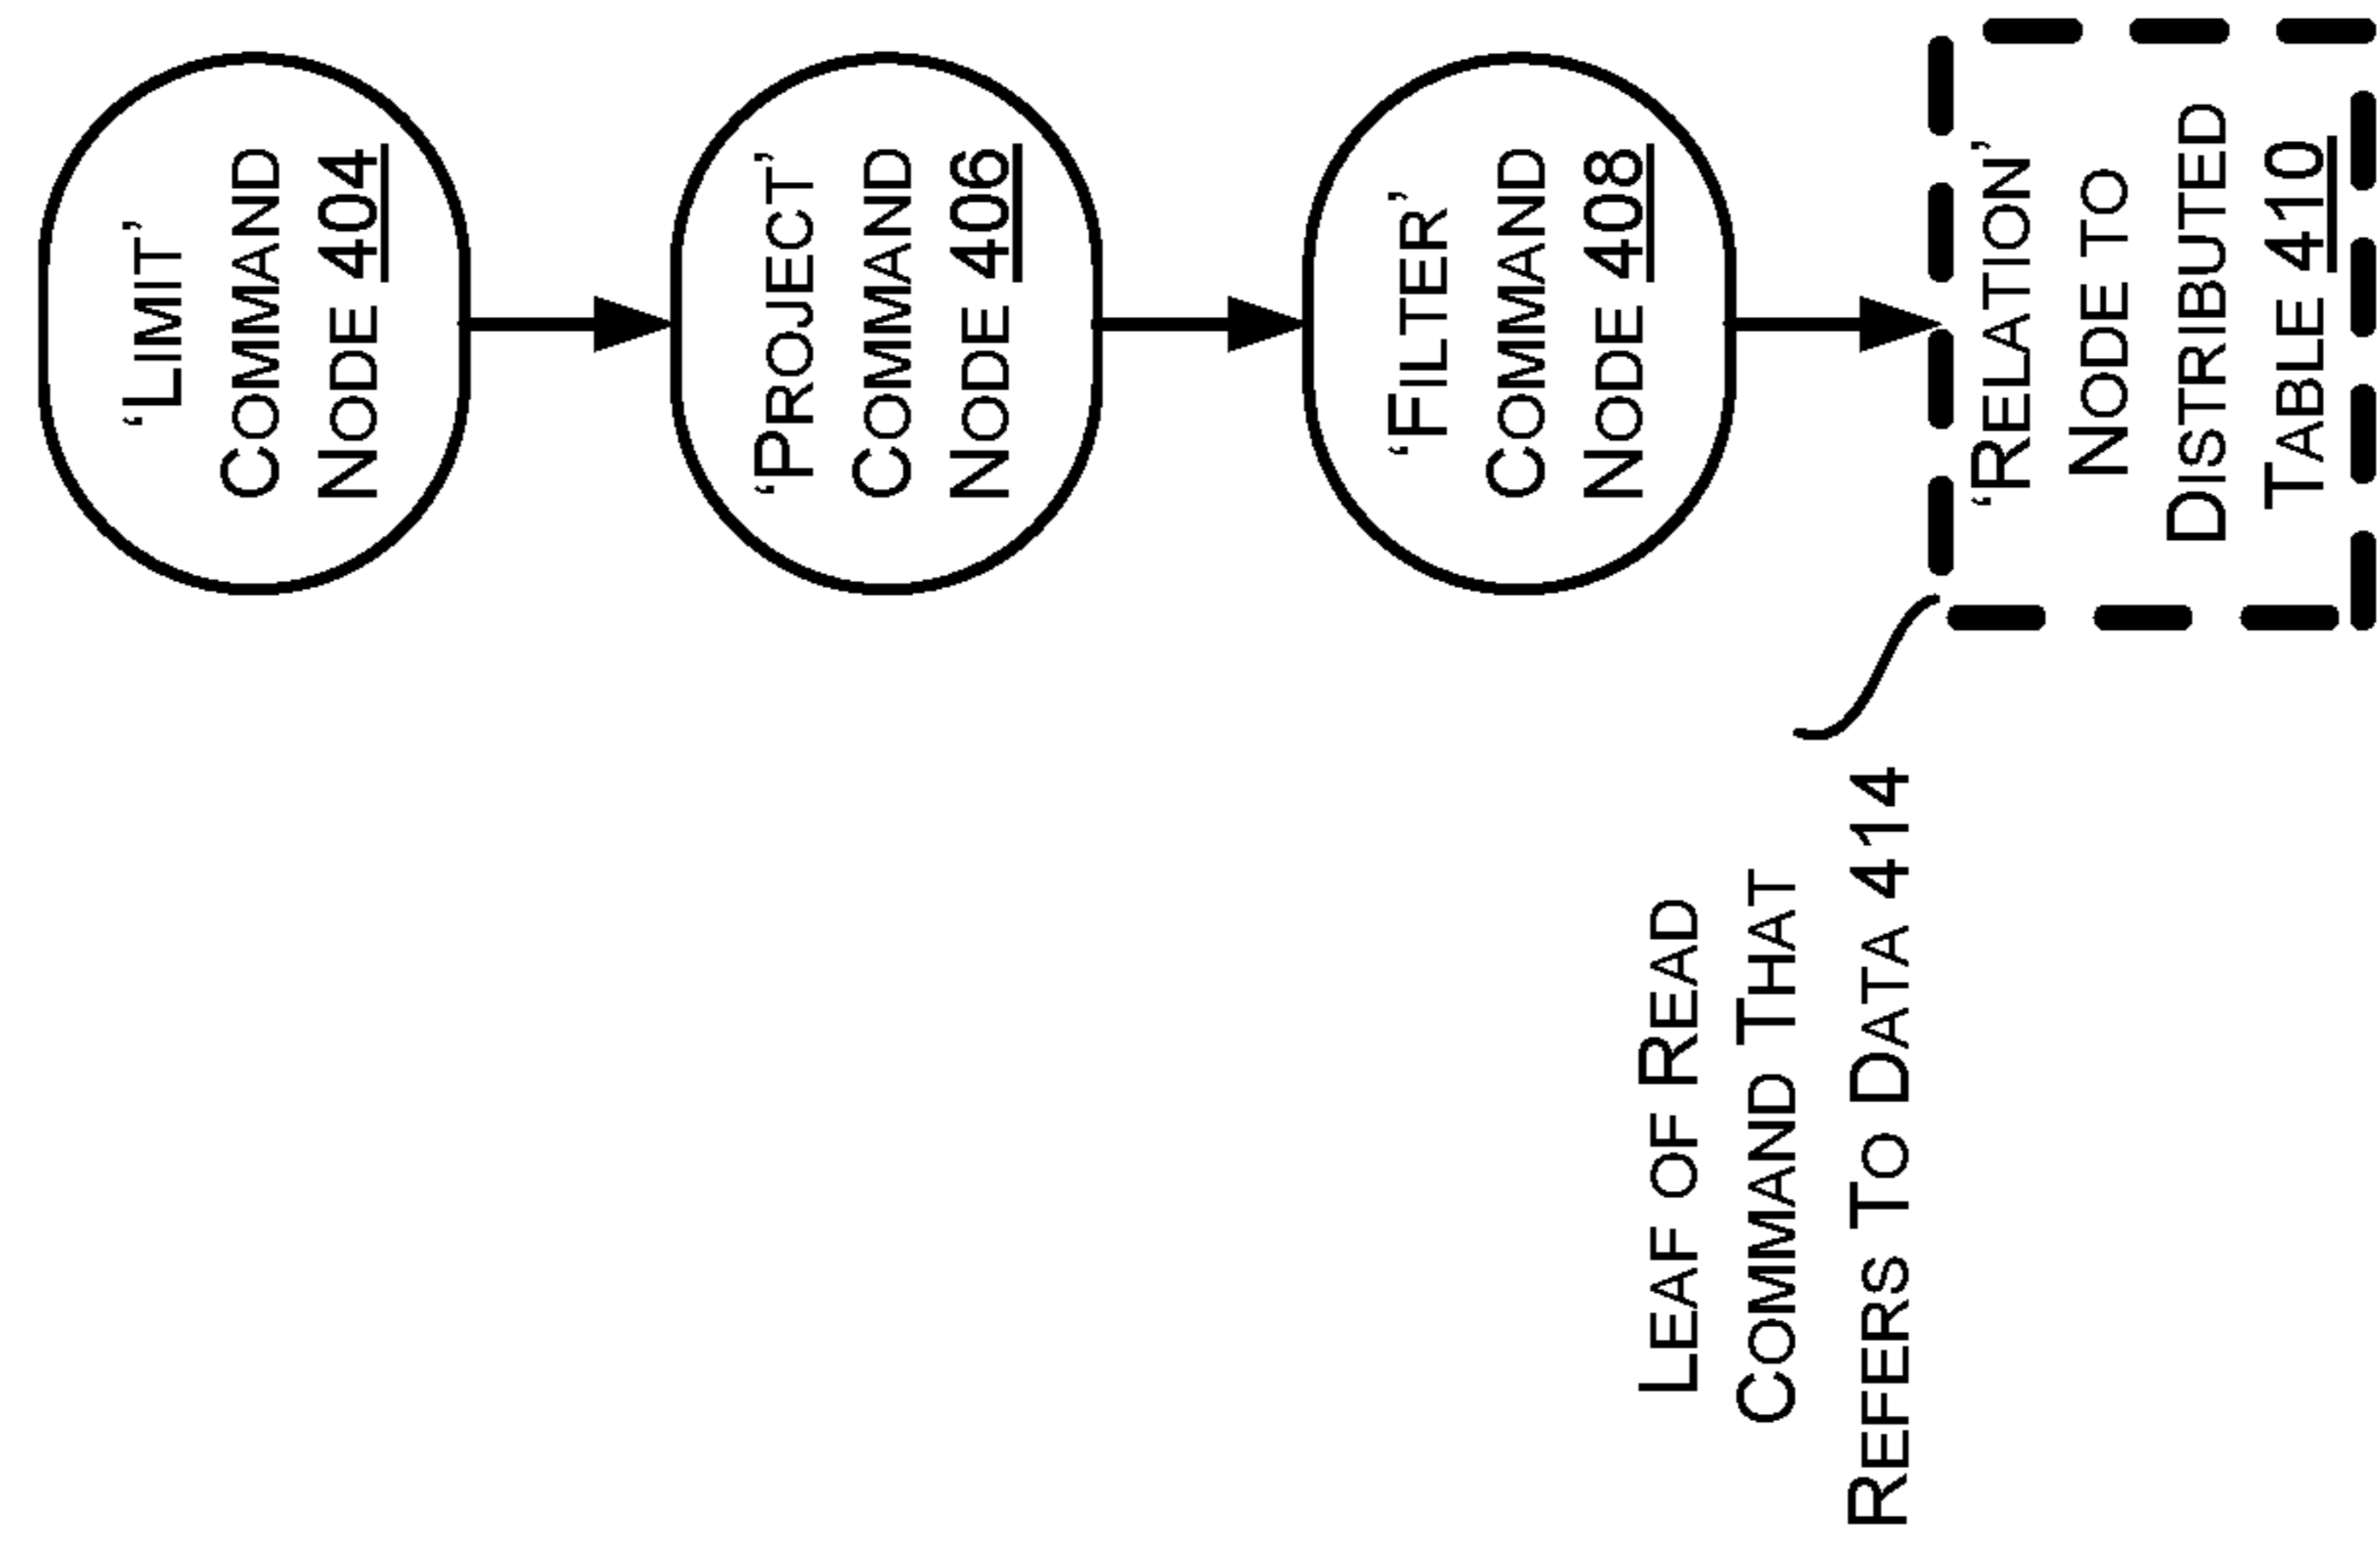 ‘Limit’
Command
Node 404
‘Project’
Command
Node 406
‘Filter’
Command
Node 408
‘Relation’
Node to
Distributed
Table 410
Leaf of Read
Command That
Refers To Data 414